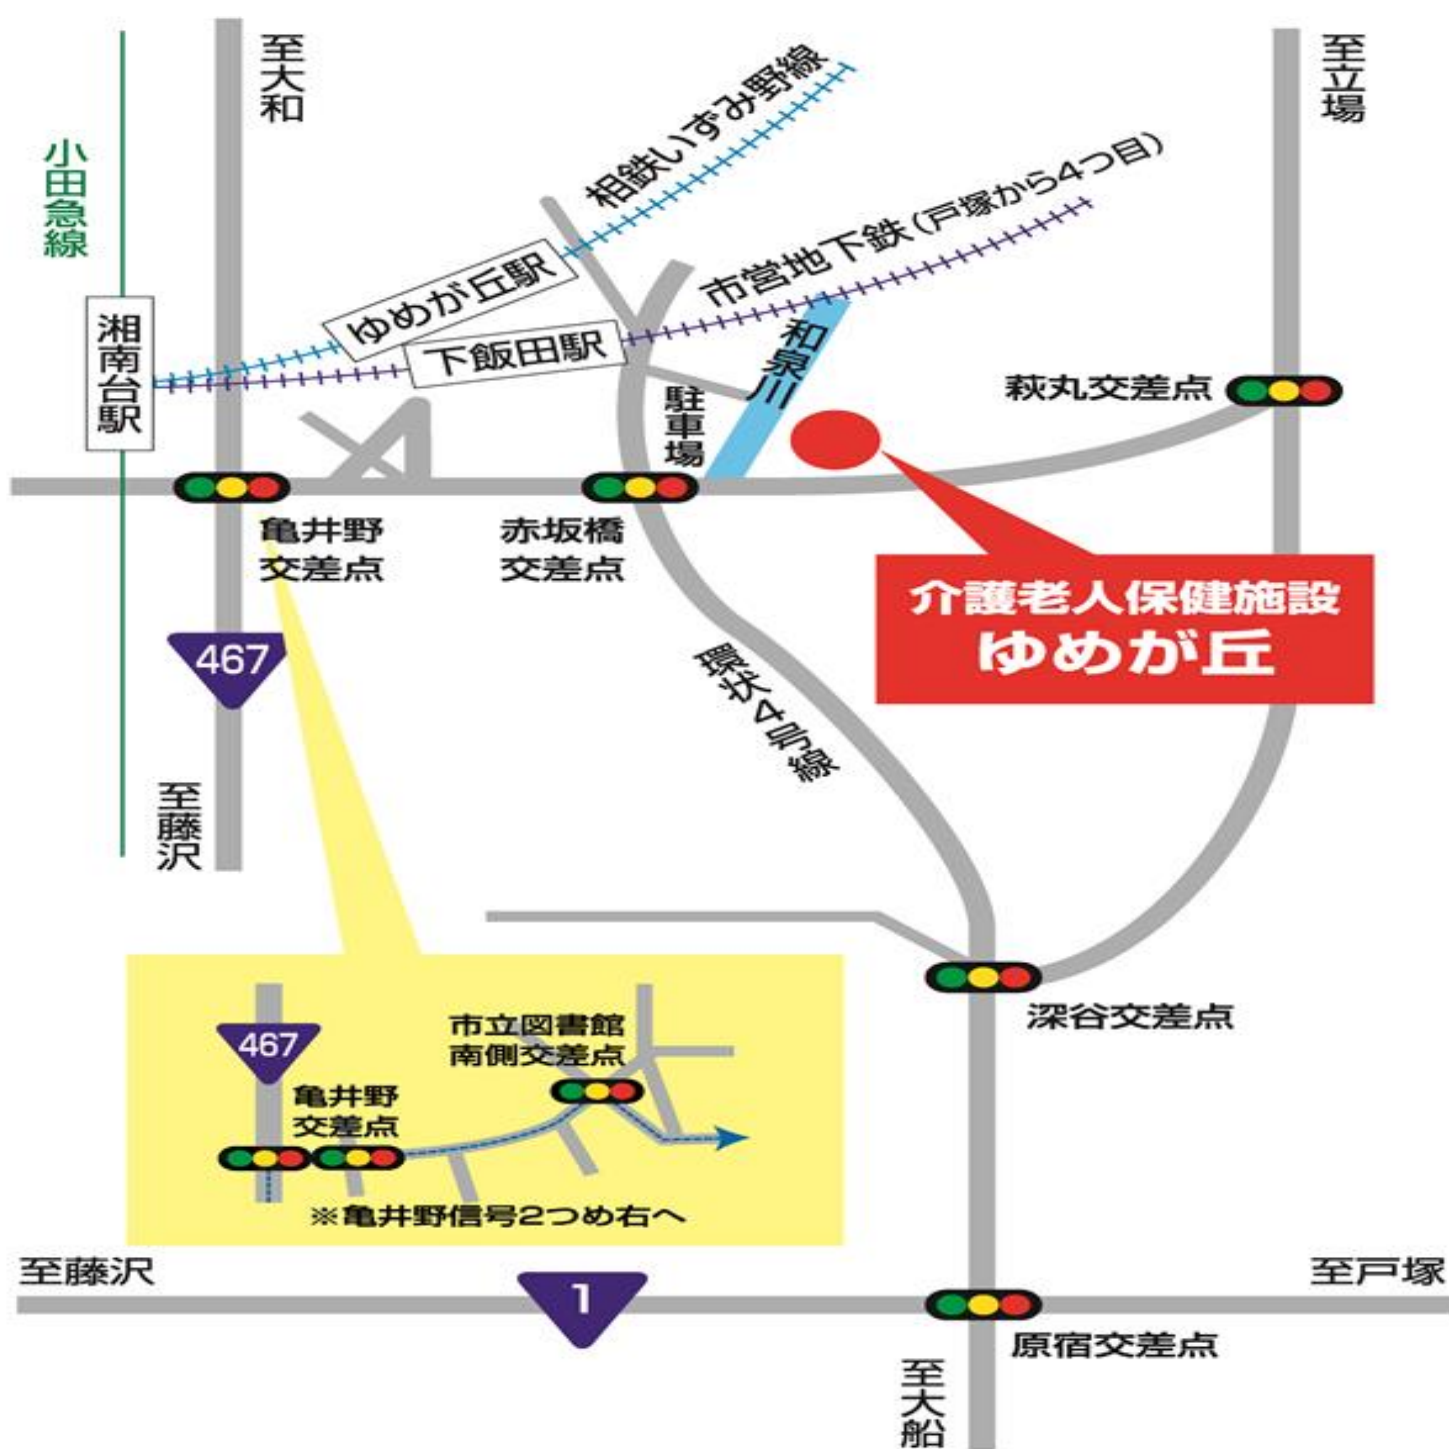 至大和
小田急線
相鉄いずみ野線
市営地下鉄(戸塚から4つ目)
至立場
ゆめが丘駅
下飯田駅
湘南台駅
和泉川
駐車場
萩丸交差点
亀井野
交差点
赤坂橋
交差点
介護老人保健施設
ゆめが丘
467
環状4号線
至藤沢
深谷交差点
467
市立図書館
南側交差点
亀井野
交差点
※亀井野信号2つめ右へ
至藤沢
1
至戸塚
原宿交差点
至大船